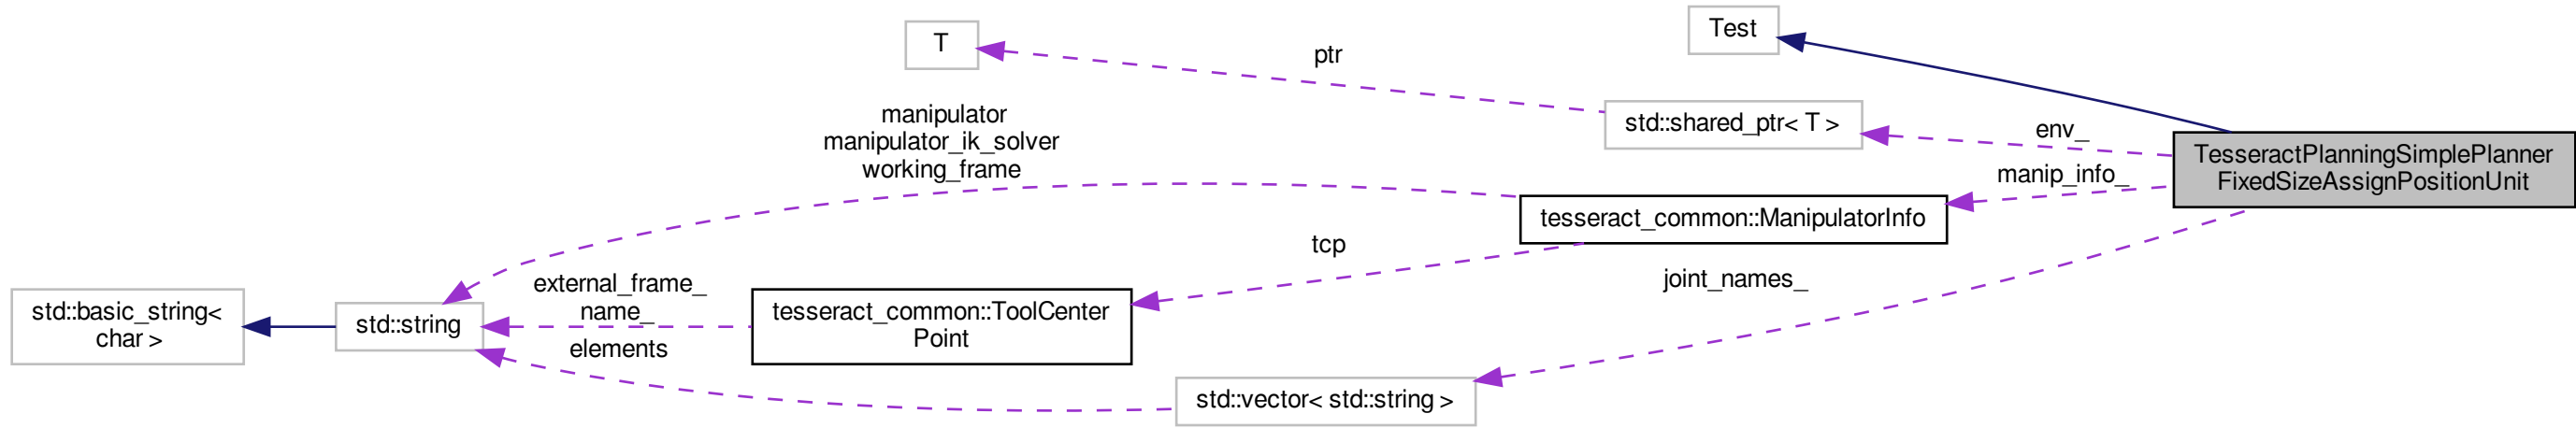 T
Test
ptr
manipulator
manipulator_ik_solver
working_frame
std::shared_ptr< T >
env_
TesseractPlanningSimplePlanner
FixedSizeAssignPositionUnit
manip_info_
tesseract_common::ManipulatorInfo
tcp
joint_names_
external_frame_
name_
std::basic_string<
char >
std::string
tesseract_common::ToolCenter
Point
elements
std::vector< std::string >